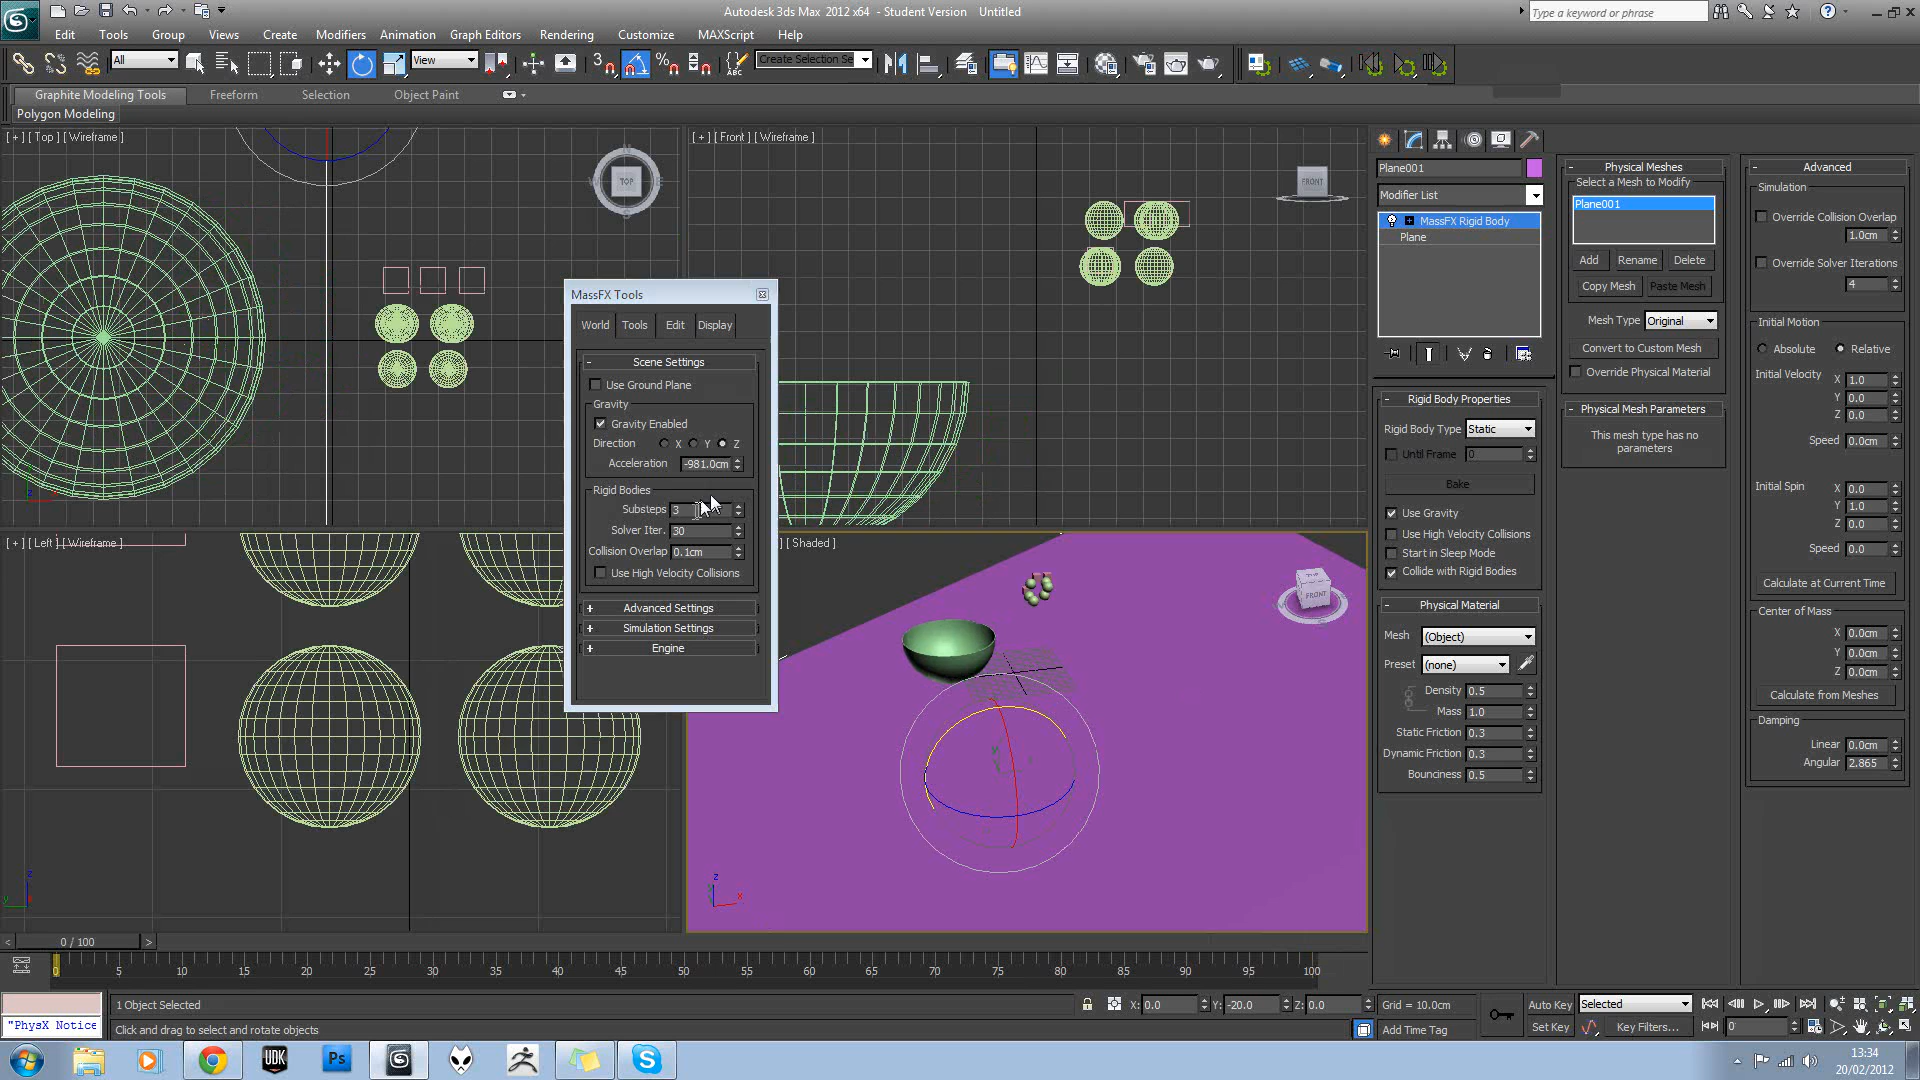 Autodesk 3ds Max 2012 x64 - Student Version Untitled
Type a keyword or phrase
Edit Tools Group Views Create Modifiers Animation Graph Editors Rendering Customize MAXScript Help
All
View
3
Create Selection Se
Graphite Modeling Tools Freeform Selection Object Paint
Polygon Modeling
[ + ] [ Top ] [ Wireframe ]
TOP
[ + ] [ Front ] [ Wireframe ]
FRONT
[ + ] [ Left ] [ Wireframe ]
] [ Shaded ]
TOP
FRONT
MassFX Tools
World Tools Edit Display
- Scene Settings
Use Ground Plane
Gravity
Gravity Enabled
Direction X Y Z
Acceleration -981.0cm
Rigid Bodies
Substeps 3
Solver Iter. 30
Collision Overlap 0.1cm
Use High Velocity Collisions
+ Advanced Settings
+ Simulation Settings
+ Engine
Plane001
Modifier List
MassFX Rigid Body
Plane
- Rigid Body Properties
Rigid Body Type Static
Until Frame 0
Bake
Use Gravity
Use High Velocity Collisions
Start in Sleep Mode
Collide with Rigid Bodies
- Physical Material
Mesh (Object)
Preset (none)
Density 0.5
Mass 1.0
Static Friction 0.3
Dynamic Friction 0.3
Bounciness 0.5
- Physical Meshes
Select a Mesh to Modify
Plane001
Add Rename Delete
Copy Mesh Paste Mesh
Mesh Type Original
Convert to Custom Mesh
Override Physical Material
- Physical Mesh Parameters
This mesh type has no
parameters
- Advanced
Simulation
Override Collision Overlap
1.0cm
Override Solver Iterations
4
Initial Motion
Absolute Relative
Initial Velocity X 1.0
Y 0.0
Z 0.0
Speed 0.0cm
Initial Spin X 0.0
Y 1.0
Z 0.0
Speed 0.0
Calculate at Current Time
Center of Mass
X 0.0cm
Y 0.0cm
Z 0.0cm
Calculate from Meshes
Damping
Linear 0.0cm
Angular 2.865
z
x
y
z
x
< 0 / 100 >
0 5 10 15 20 25 30 35 40 45 50 55 60 65 70 75 80 85 90 95 100
1 Object Selected
X: 0.0 Y: -20.0 Z: 0.0 Grid = 10.0cm
Auto Key Selected
"PhysX Notice
Click and drag to select and rotate objects
Add Time Tag
Set Key Key Filters... 0
UDK
Ps
13:34
20/02/2012